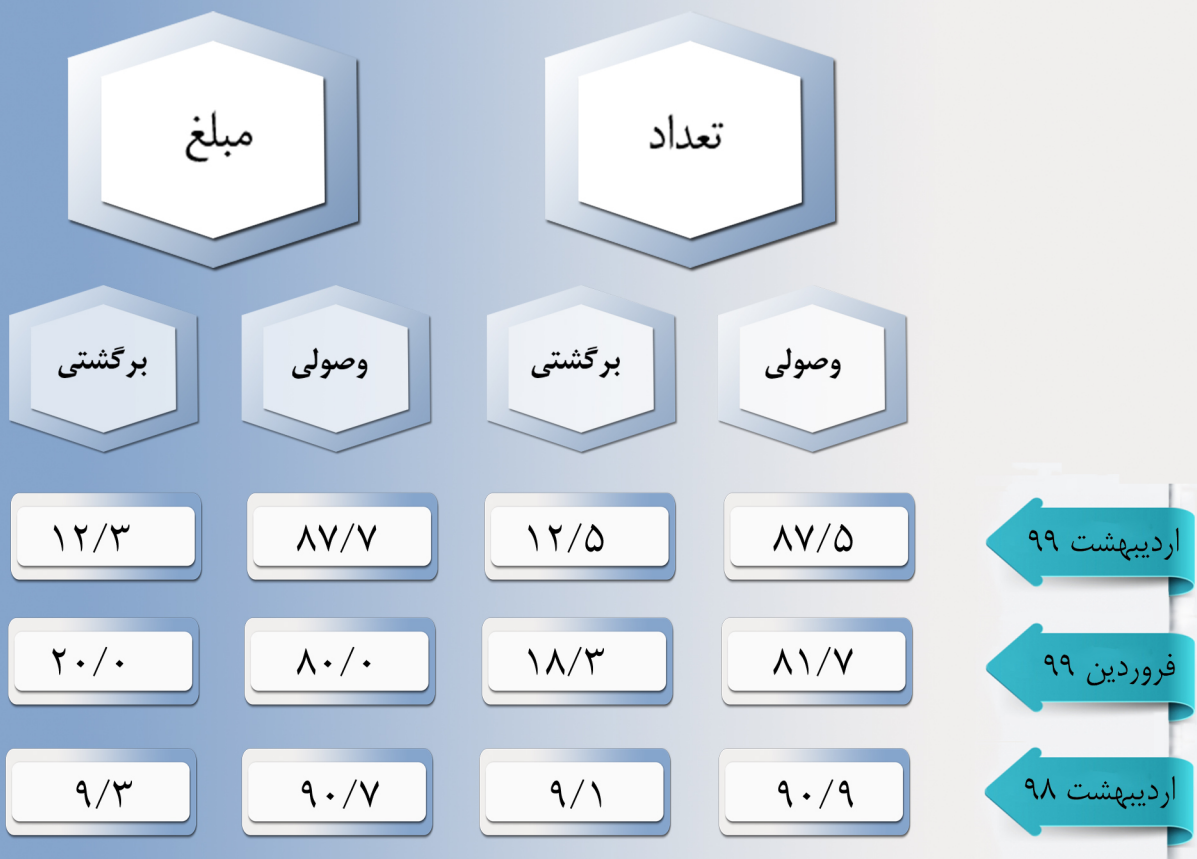 تعداد
مبلغ
وصولی
برگشتی
وصولی
برگشتی
اردیبهشت ۹۹
۸۷/۵
۱۲/۵
۸۷/۷
۱۲/۳
فروردین ۹۹
۸۱/۷
۱۸/۳
۸۰/۰
۲۰/۰
اردیبهشت ۹۸
۹۰/۹
۹/۱
۹۰/۷
۹/۳